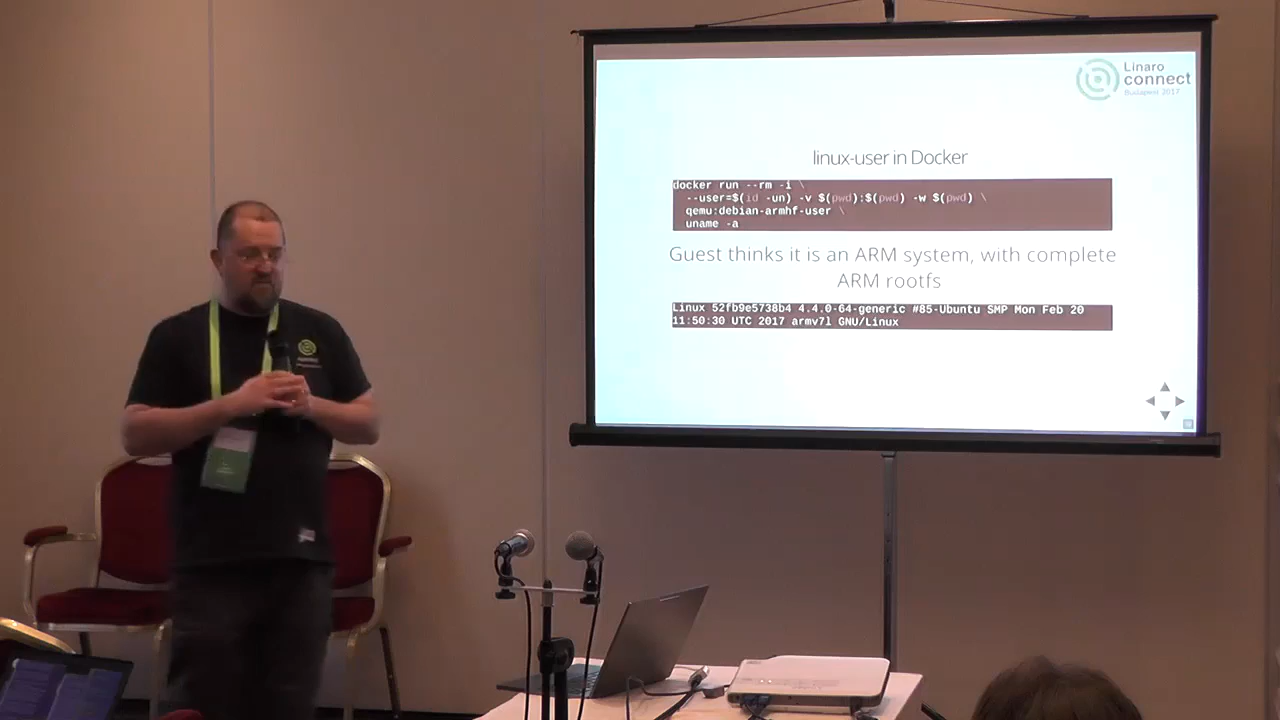 Linaro
connect
Budapest 2017
linux-user in Docker
docker run --rm -i \
--user=$(id -un) -v $(pwd):$(pwd) -w $(pwd) \
qemu:debian-armhf-user \
uname -a
Guest thinks it is an ARM system, with complete
ARM rootfs
Linux 52fb9e5738b4 4.4.0-64-generic #85-Ubuntu SMP Mon Feb 20
11:50:30 UTC 2017 armv7l GNU/Linux